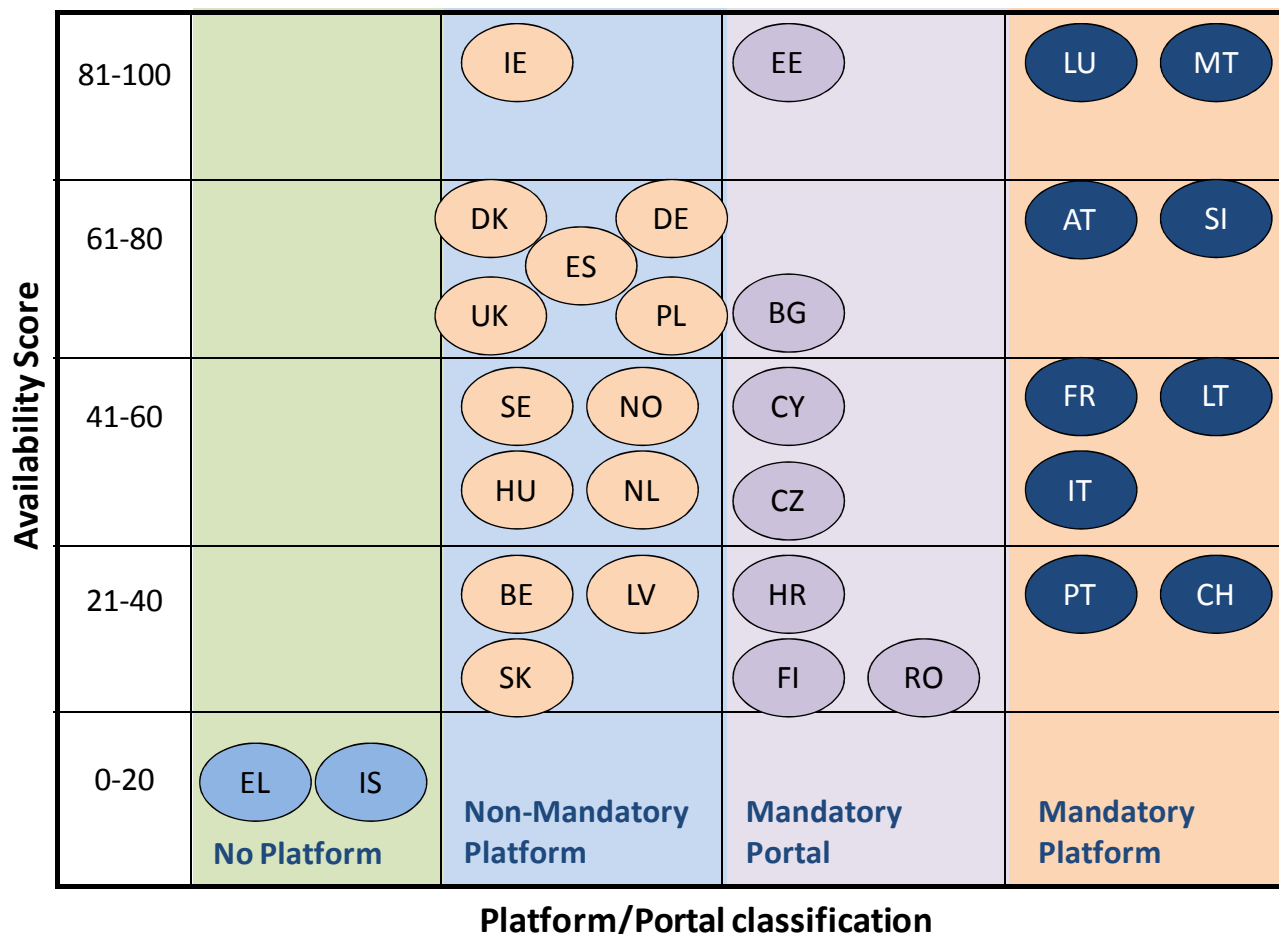 Availability Score
81-100
IE
EE
LU MT
61-80
DK DE
ES
UK PL
BG
AT SI
41-60
SE NO
HU NL
CY
CZ
FR LT
IT
21-40
BE LV
SK
HR
FI RO
PT CH
0-20
EL IS
No Platform
Non-Mandatory
Platform
Mandatory
Portal
Mandatory
Platform
Platform/Portal classification